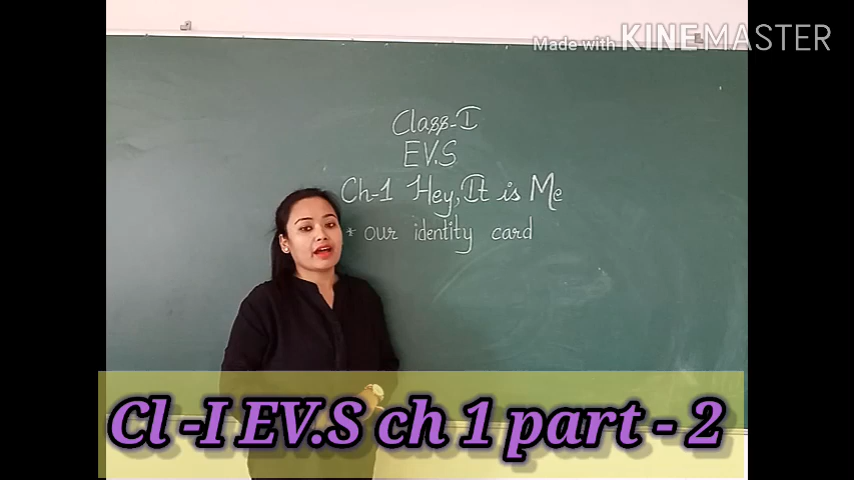 Made with KINEMASTER
Class-I
EV.S
Ch-1 Hey, It is Me
* our identity card
Cl -I EV.S ch 1 part - 2